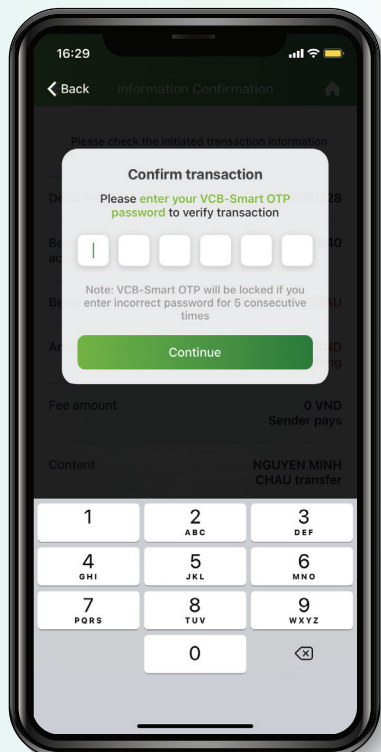 16:29
Back Information Confirmation
Please check the initiated transaction information
Confirm transaction
Please enter your VCB-Smart OTP
password to verify transaction
Note: VCB-Smart OTP will be locked if you
enter incorrect password for 5 consecutive
times
Continue
Fee amount 0 VND
Sender pays
Content NGUYEN MINH
CHAU transfer
1 2 3
ABC DEF
4 5 6
GHI JKL MNO
7 8 9
PQRS TUV WXYZ
0